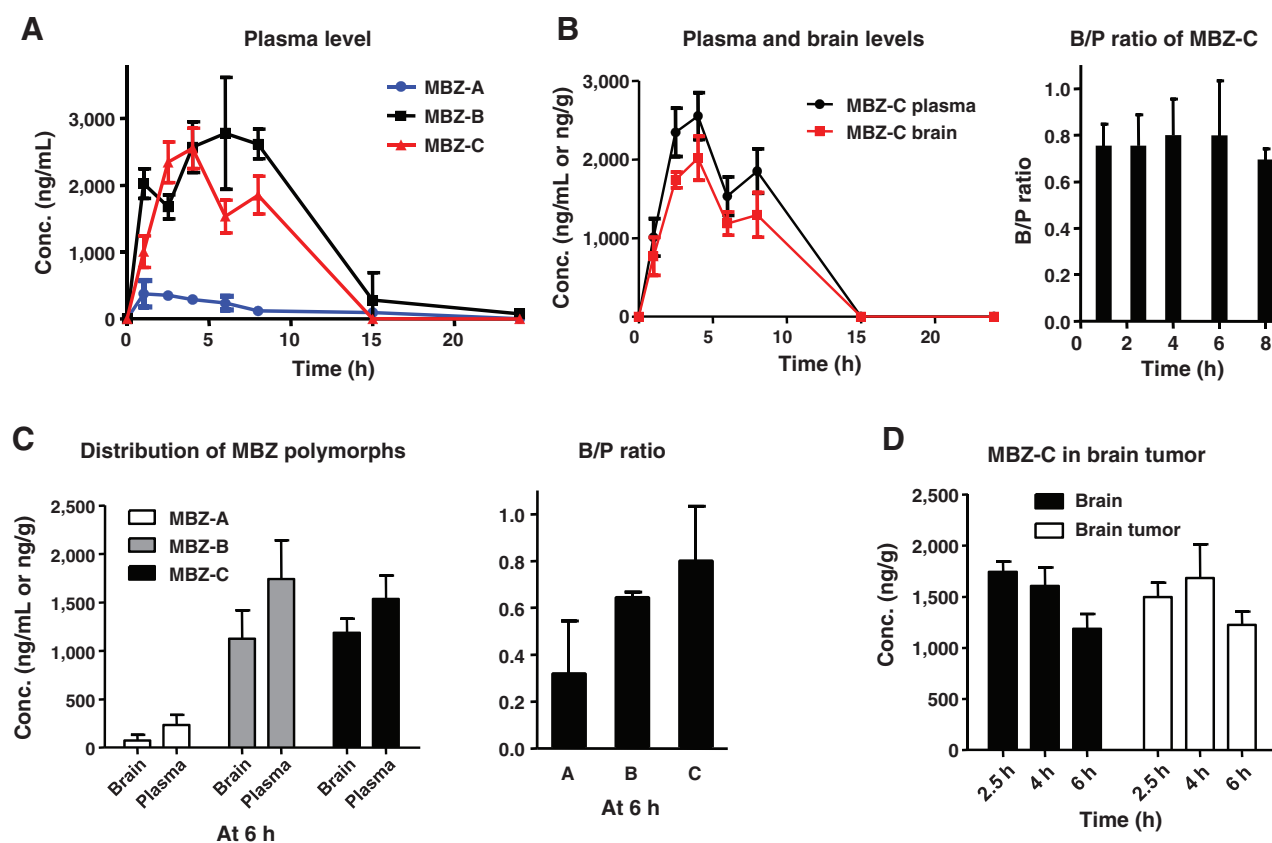 A
Plasma level
Conc. (ng/mL)
3,000
2,000
1,000
0
0
5
10
15
20
Time (h)
MBZ-A
MBZ-B
MBZ-C
B
Plasma and brain levels
Conc. (ng/mL or ng/g)
3,000
2,000
1,000
0
0
5
10
15
20
Time (h)
MBZ-C plasma
MBZ-C brain
B/P ratio of MBZ-C
B/P ratio
1.0
0.8
0.6
0.4
0.2
0.0
0
2
4
6
8
Time (h)
C
Distribution of MBZ polymorphs
Conc. (ng/mL or ng/g)
2,500
2,000
1,500
1,000
500
0
MBZ-A
MBZ-B
MBZ-C
Brain
Plasma
Brain
Plasma
Brain
Plasma
At 6 h
B/P ratio
1.0
0.8
0.6
0.4
0.2
0.0
A
B
C
At 6 h
D
MBZ-C in brain tumor
Conc. (ng/g)
2,500
2,000
1,500
1,000
500
0
Brain
Brain tumor
2.5 h
4 h
6 h
2.5 h
4 h
6 h
Time (h)